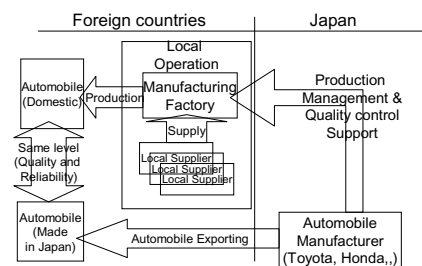 Foreign countries
Japan
Local
Operation
Automobile
(Domestic)
Production
Manufacturing
Factory
Production
Management &
Quality control
Support
Supply
Same level
(Quality and
Reliability)
Local Supplier
Local Supplier
Local Supplier
Automobile
(Made
in Japan)
Automobile Exporting
Automobile
Manufacturer
(Toyota, Honda,,)